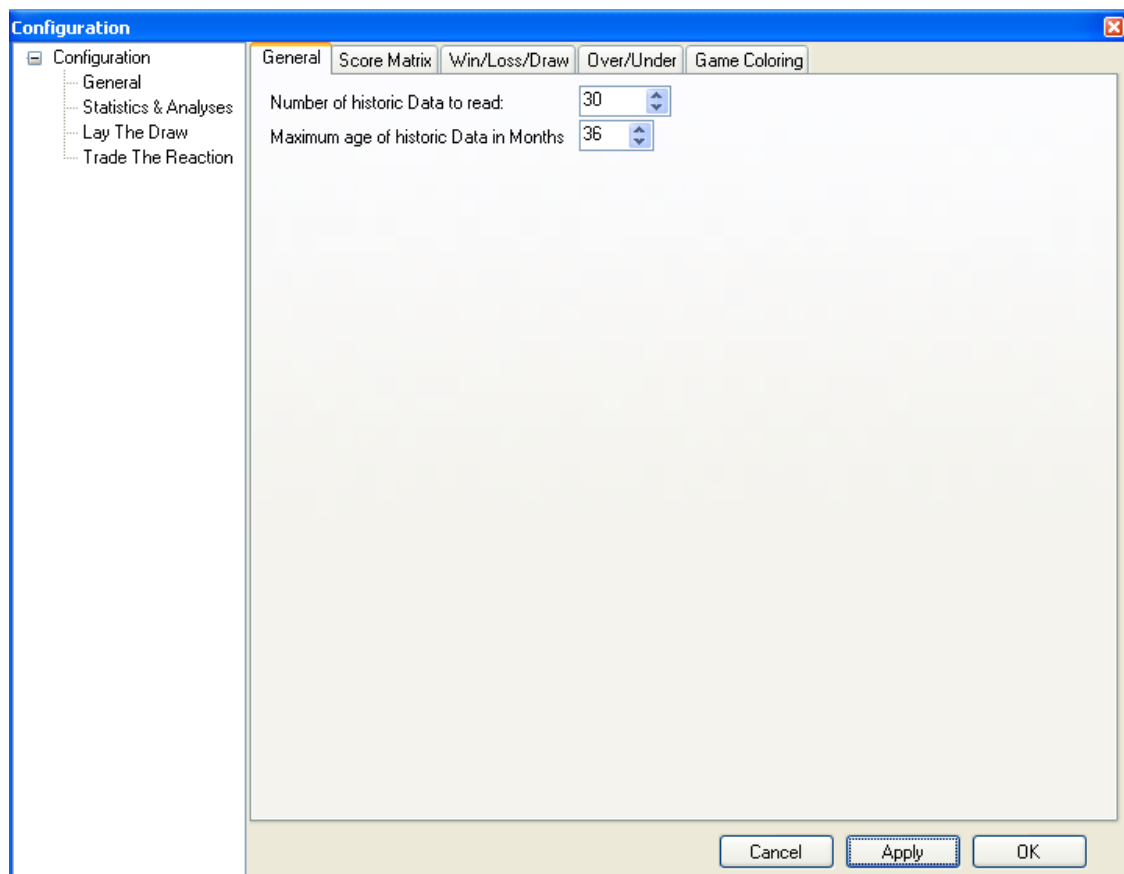 Configuration
Configuration
General
Statistics & Analyses
Lay The Draw
Trade The Reaction
General Score Matrix Win/Loss/Draw Over/Under Game Coloring
Number of historic Data to read: 30
Maximum age of historic Data in Months 36
Cancel Apply OK